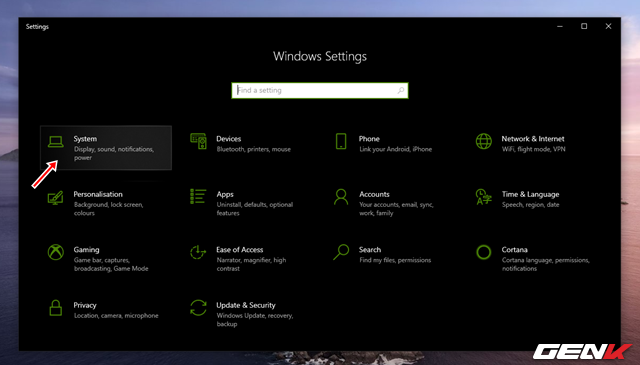 Settings
Windows Settings
Find a setting
System
Display, sound, notifications,
power
Devices
Bluetooth, printers, mouse
Phone
Link your Android, iPhone
Network & Internet
WiFi, flight mode, VPN
Personalisation
Background, lock screen,
colours
Apps
Uninstall, defaults, optional
features
Accounts
Your accounts, email, sync,
work, family
Time & Language
Speech, region, date
Gaming
Game bar, captures,
broadcasting, Game Mode
Ease of Access
Narrator, magnifier, high
contrast
Search
Find my files, permissions
Cortana
Cortana language, permissions,
notifications
Privacy
Location, camera, microphone
Update & Security
Windows Update, recovery,
backup
GENK